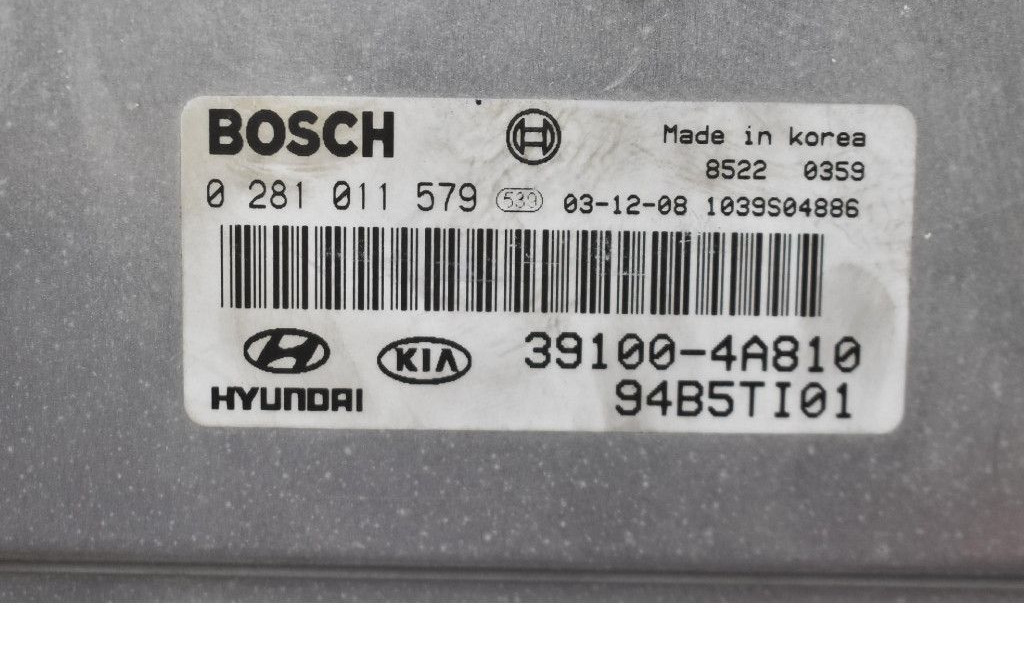 BOSCH
Made in korea
8522 0359
0 281 011 579 539 03-12-08 1039S04886
HYUNDAI KIA 39100-4A810
94B5TI01